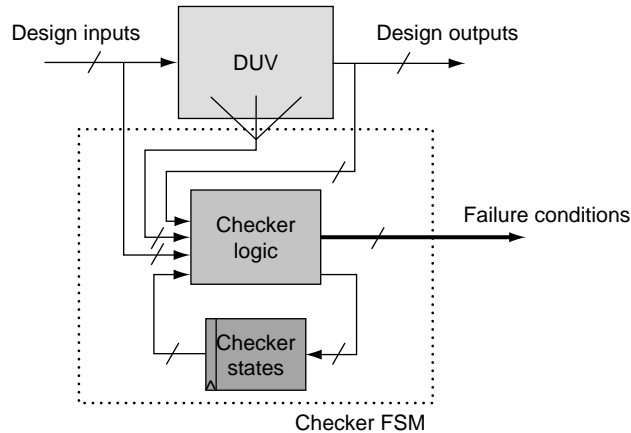 Design inputs
Design outputs
DUV
Failure conditions
Checker
logic
Checker
states
Checker FSM